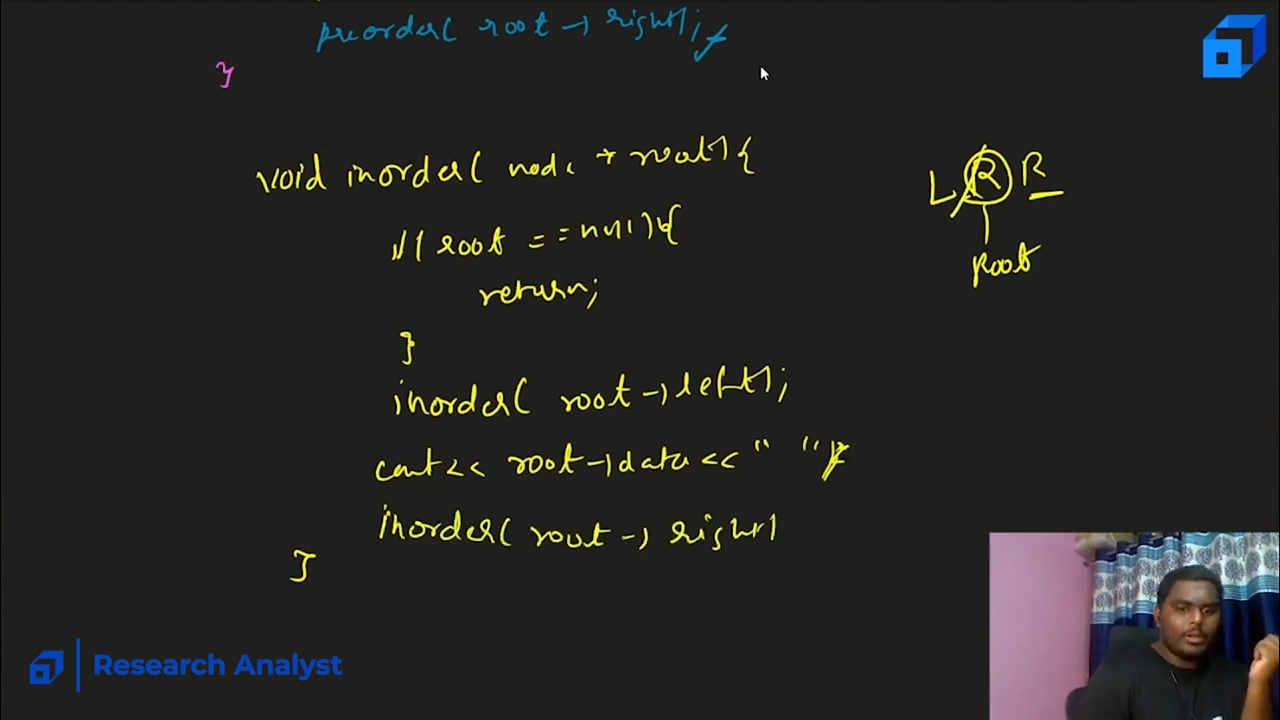 preorder( root -> right);
}
void inorder( node * root) {
L R R
if( root == null) {
Root
return;
}
inorder( root -> left);
cout << root -> data << " ";
inorder( root -> right)
}
Research Analyst